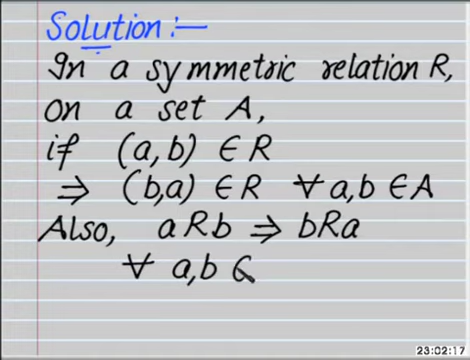 Solution :-
In a symmetric relation R,
on a set A,
if (a,b) ∈ R
⇒ (b,a) ∈ R ∀ a,b ∈ A
Also, aRb ⇒ bRa
∀ a,b
23:02:17